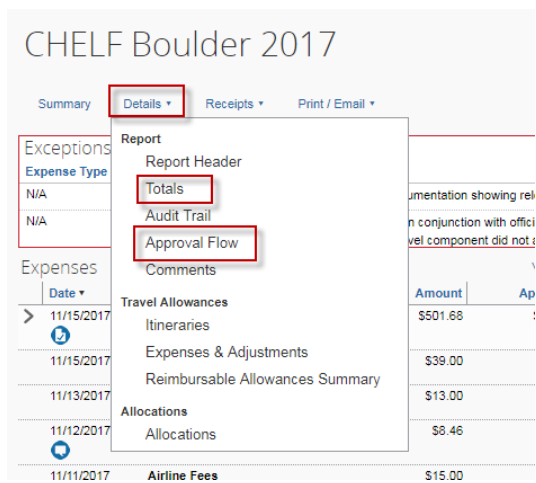 CHELF Boulder 2017
Summary Details Receipts Print / Email
Exceptions
Expense Type
N/A umentation showing rel
N/A n conjunction with offici
vel component did not a
Report
Report Header
Totals
Audit Trail
Approval Flow
Comments
Travel Allowances
Itineraries
Expenses & Adjustments
Reimbursable Allowances Summary
Allocations
Allocations
Expenses
Date Amount Ap
11/15/2017 $501.68
11/15/2017 $39.00
11/13/2017 $13.00
11/12/2017 $8.46
11/11/2017 Airline Fees $15.00